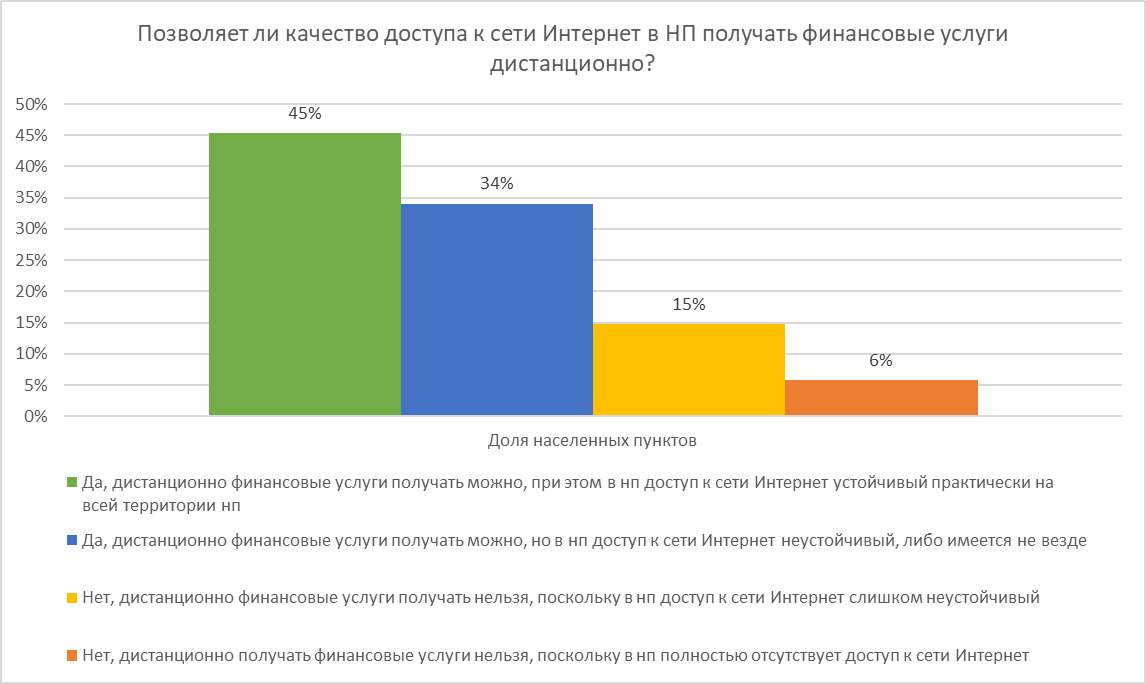 Позволяет ли качество доступа к сети Интернет в НП получать финансовые услуги
дистанционно?
50%
45%
40%
35%
30%
25%
20%
15%
10%
5%
0%
45%
34%
15%
6%
Доля населенных пунктов
Да, дистанционно финансовые услуги получать можно, при этом в нп доступ к сети Интернет устойчивый практически на
всей территории нп
Да, дистанционно финансовые услуги получать можно, но в нп доступ к сети Интернет неустойчивый, либо имеется не везде
Нет, дистанционно финансовые услуги получать нельзя, поскольку в нп доступ к сети Интернет слишком неустойчивый
Нет, дистанционно получать финансовые услуги нельзя, поскольку в нп полностью отсутствует доступ к сети Интернет